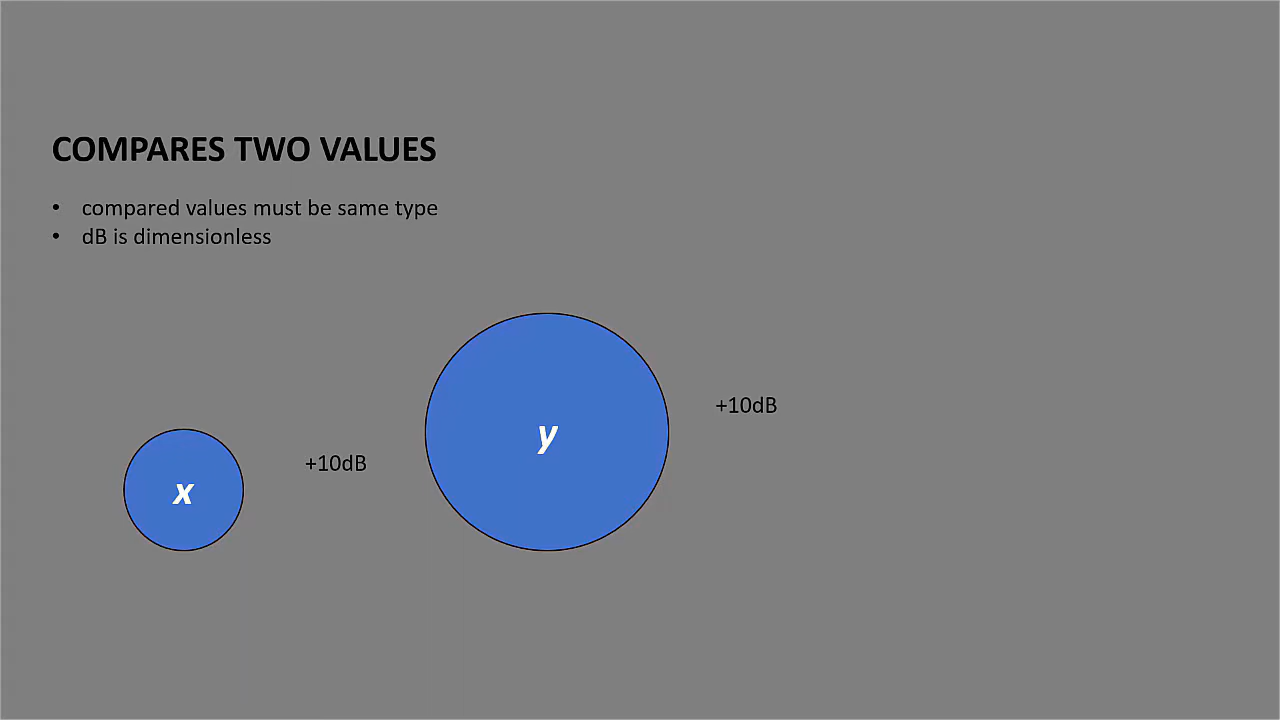 COMPARES TWO VALUES
• compared values must be same type
• dB is dimensionless
+10dB
y
+10dB
x